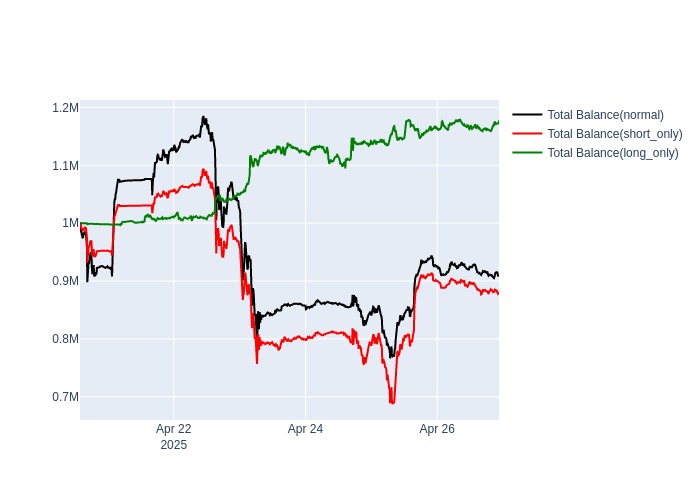 1.2M
1.1M
1M
0.9M
0.8M
0.7M
Apr 22
2025
Apr 24
Apr 26
Total Balance(normal)
Total Balance(short_only)
Total Balance(long_only)